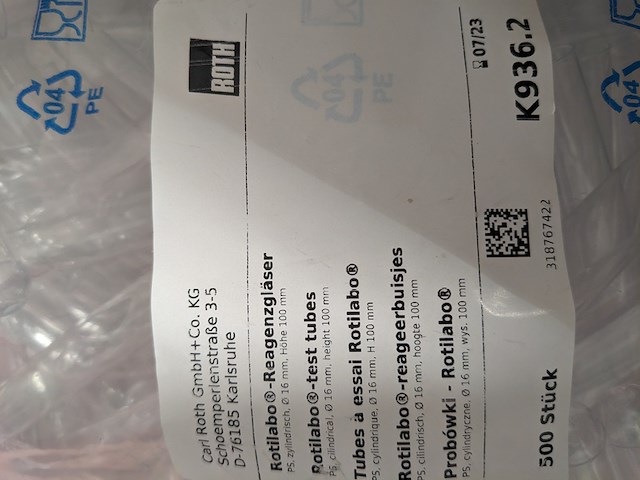 ROTH
Carl Roth GmbH+Co. KG
Schoemperlenstraße 3-5
D-76185 Karlsruhe
Rotilabo®-Reagenzgläser
PS, zylindrisch, Ø 16 mm, Höhe 100 mm
Rotilabo®-test tubes
PS, cilindrical, Ø 16 mm, height 100 mm
Tubes à essai Rotilabo®
PS, cylindrique, Ø 16 mm, H 100 mm
Rotilabo®-reageerbuisjes
PS, cilindrisch, Ø 16 mm, hoogte 100 mm
Probówki - Rotilabo®
PS, cylindryczne, Ø 16 mm, wys. 100 mm
07/23
500 Stück
318767422
K936.2
04
PE
04
PE
04